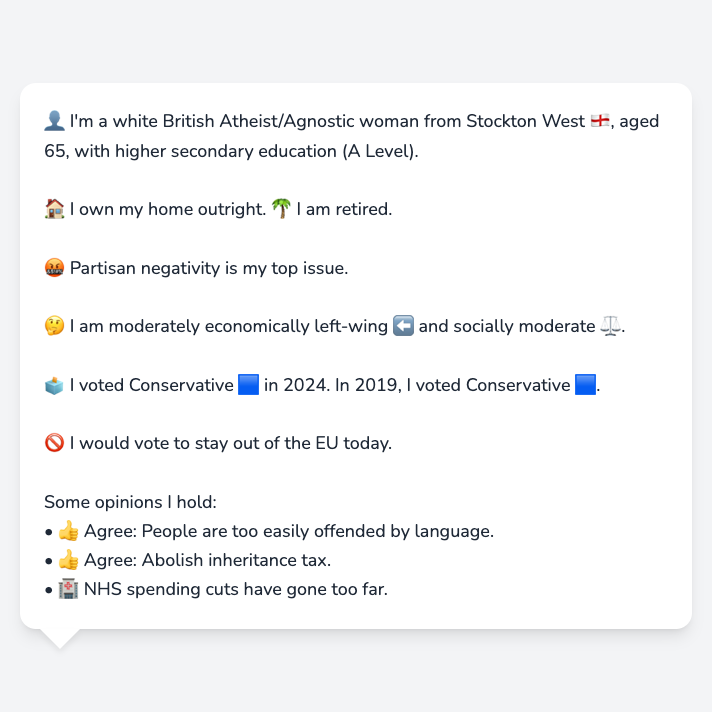 👤 I'm a white British Atheist/Agnostic woman from Stockton West 🏴󠁧󠁢󠁥󠁮󠁧󠁿, aged
65, with higher secondary education (A Level).
🏠 I own my home outright. 🌴 I am retired.
🤬 Partisan negativity is my top issue.
🤔 I am moderately economically left-wing ⬅️ and socially moderate ⚖️.
🗳️ I voted Conservative 🟦 in 2024. In 2019, I voted Conservative 🟦.
🚫 I would vote to stay out of the EU today.
Some opinions I hold:
• 👍 Agree: People are too easily offended by language.
• 👍 Agree: Abolish inheritance tax.
• 🏥 NHS spending cuts have gone too far.